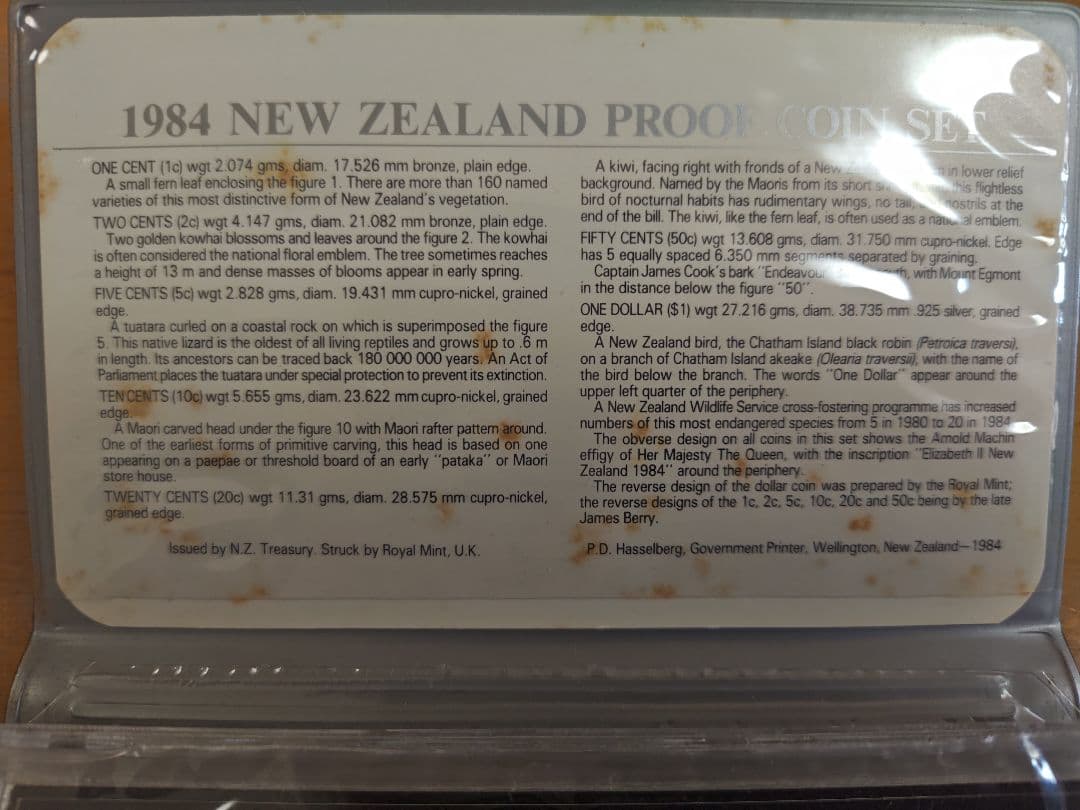 1984 NEW ZEALAND PROOF COIN SET
ONE CENT (1c) wgt 2.074 gms, diam. 17.526 mm bronze, plain edge.
A small fern leaf enclosing the figure 1. There are more than 160 named
varieties of this most distinctive form of New Zealand's vegetation.
TWO CENTS (2c) wgt 4.147 gms, diam. 21.082 mm bronze, plain edge.
Two golden kowhai blossoms and leaves around the figure 2. The kowhai
is often considered the national floral emblem. The tree sometimes reaches
a height of 13 m and dense masses of blooms appear in early spring.
FIVE CENTS (5c) wgt 2.828 gms, diam. 19.431 mm cupro-nickel, grained
edge.
A tuatara curled on a coastal rock on which is superimposed the figure
5. This native lizard is the oldest of all living reptiles and grows up to .6 m
in length. Its ancestors can be traced back 180 000 000 years. An Act of
Parliament places the tuatara under special protection to prevent its extinction.
TEN CENTS (10c) wgt 5.655 gms, diam. 23.622 mm cupro-nickel, grained
edge.
A Maori carved head under the figure 10 with Maori rafter pattern around.
One of the earliest forms of primitive carving, this head is based on one
appearing on a paepae or threshold board of an early "pataka" or Maori
store house.
TWENTY CENTS (20c) wgt 11.31 gms, diam. 28.575 mm cupro-nickel,
grained edge.
Issued by N.Z. Treasury. Struck by Royal Mint, U.K.
A kiwi, facing right with fronds of a New in lower relief
background. Named by the Maoris from its short this flightless
bird of nocturnal habits has rudimentary wings, no tail, nostrils at the
end of the bill. The kiwi, like the fern leaf, is often used as a national emblem.
FIFTY CENTS (50c) wgt 13.608 gms, diam. 31.750 mm cupro-nickel. Edge
has 5 equally spaced 6.350 mm segments separated by graining.
Captain James Cook's bark "Endeavour with Mount Egmont
in the distance below the figure "50".
ONE DOLLAR ($1) wgt 27.216 gms, diam. 38.735 mm .925 silver, grained
edge.
A New Zealand bird, the Chatham Island black robin (Petroica traversi),
on a branch of Chatham Island akeake (Olearia traversii), with the name of
the bird below the branch. The words "One Dollar" appear around the
upper left quarter of the periphery.
A New Zealand Wildlife Service cross-fostering programme has increased
numbers of this most endangered species from 5 in 1980 to 20 in 1984.
The obverse design on all coins in this set shows the Arnold Machin
effigy of Her Majesty The Queen, with the inscription "Elizabeth II New
Zealand 1984" around the periphery.
The reverse design of the dollar coin was prepared by the Royal Mint;
the reverse designs of the 1c, 2c, 5c, 10c, 20c and 50c being by the late
James Berry.
P.D. Hasselberg, Government Printer, Wellington, New Zealand—1984